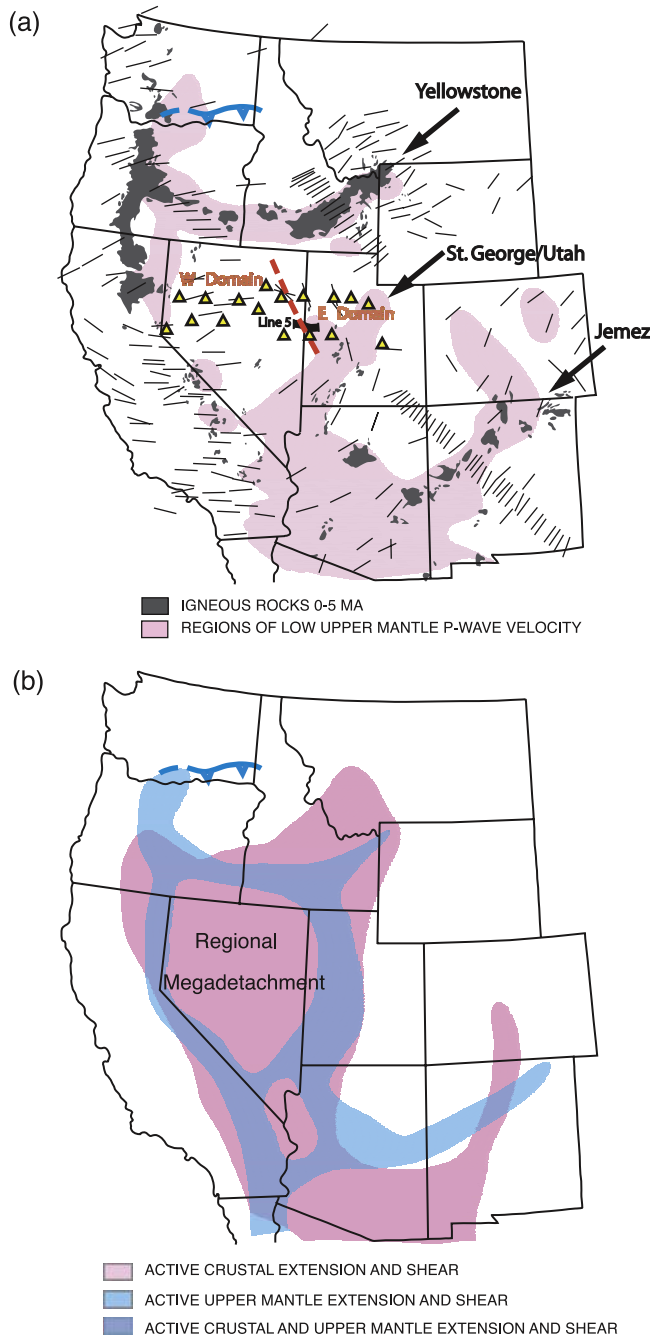 (a)
Yellowstone
St. George/Utah
W Domain
Line 5
E Domain
Jemez
IGNEOUS ROCKS 0-5 MA
REGIONS OF LOW UPPER MANTLE P-WAVE VELOCITY
(b)
Regional
Megadetachment
ACTIVE CRUSTAL EXTENSION AND SHEAR
ACTIVE UPPER MANTLE EXTENSION AND SHEAR
ACTIVE CRUSTAL AND UPPER MANTLE EXTENSION AND SHEAR